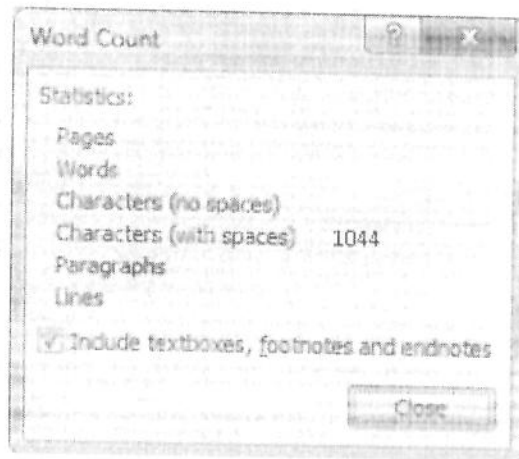 Word Count
Statistics:
Pages
Words
Characters (no spaces)
Characters (with spaces) 1044
Paragraphs
Lines
Include textboxes, footnotes and endnotes
Close